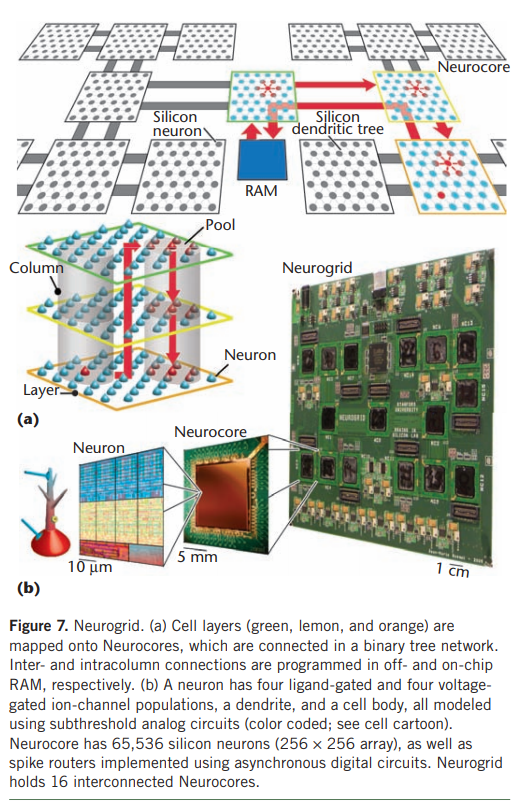 Neurocore
Silicon
neuron
Silicon
dendritic tree
RAM
Pool
Column
Neurogrid
Neuron
Layer
(a)
Neuron
Neurocore
NEUROGRID
10 μm
5 mm
1 cm
(b)
Figure 7. Neurogrid. (a) Cell layers (green, lemon, and orange) are
mapped onto Neurocores, which are connected in a binary tree network.
Inter- and intracolumn connections are programmed in off- and on-chip
RAM, respectively. (b) A neuron has four ligand-gated and four voltage-
gated ion-channel populations, a dendrite, and a cell body, all modeled
using subthreshold analog circuits (color coded; see cell cartoon).
Neurocore has 65,536 silicon neurons (256 × 256 array), as well as
spike routers implemented using asynchronous digital circuits. Neurogrid
holds 16 interconnected Neurocores.